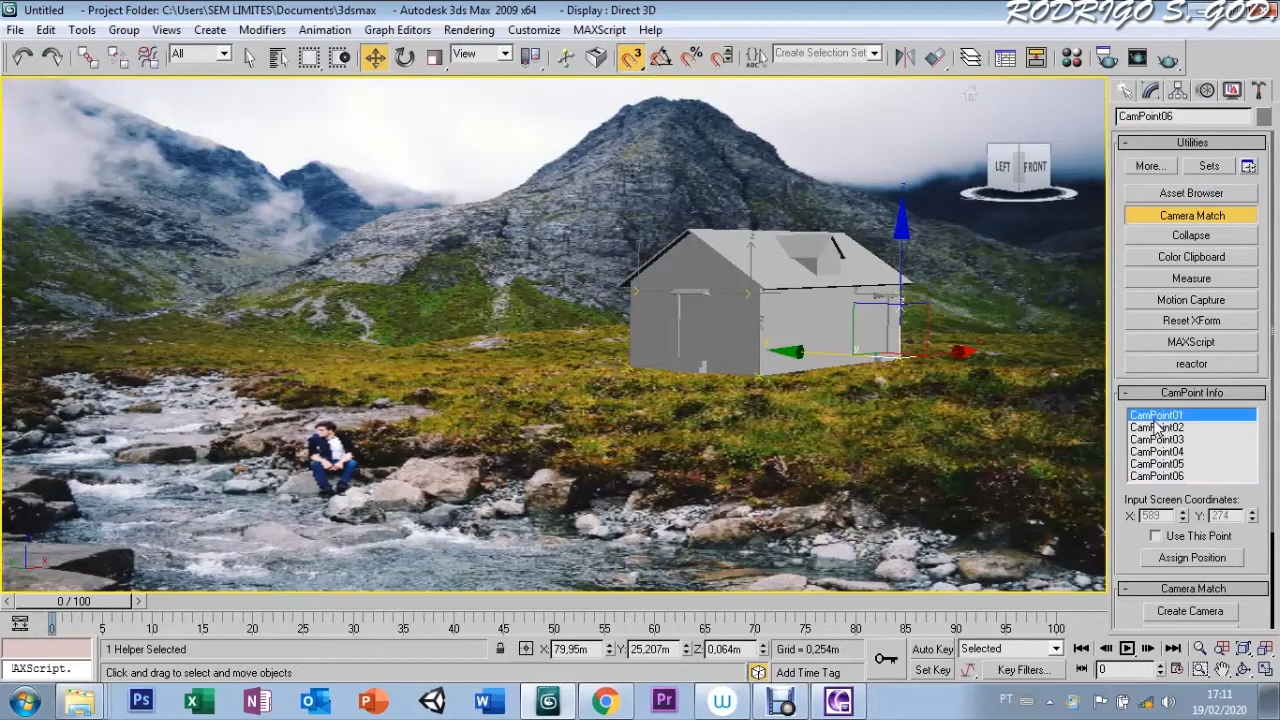 Untitled - Project Folder: C:\Users\SEM LIMITES\Documents\3dsmax - Autodesk 3ds Max 2009 x64 - Display : Direct 3D
RODRIGO S. GOD
File Edit Tools Group Views Create Modifiers Animation Graph Editors Rendering Customize MAXScript Help
All View 3 ABC Create Selection Set
CamPoint06
LEFT FRONT
Utilities
More... Sets
Asset Browser
Camera Match
Collapse
Color Clipboard
Measure
Motion Capture
Reset XForm
MAXScript
reactor
CamPoint Info
CamPoint01
CamPoint02
CamPoint03
CamPoint04
CamPoint05
CamPoint06
Input Screen Coordinates:
X: 589 Y: 274
Use This Point
Assign Position
Camera Match
Create Camera
0 / 100
0 5 10 15 20 25 30 35 40 45 50 55 60 65 70 75 80 85 90 95 100
1 Helper Selected X: 79,95m Y: 25,207m Z: 0,064m Grid = 0,254m Auto Key Selected
AXScript. Click and drag to select and move objects Add Time Tag Set Key Key Filters... 0
PT 17:11
19/02/2020